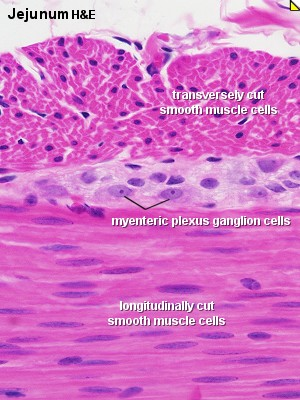 Jejunum H&E
transversely cut
smooth muscle cells
myenteric plexus ganglion cells
longitudinally cut
smooth muscle cells